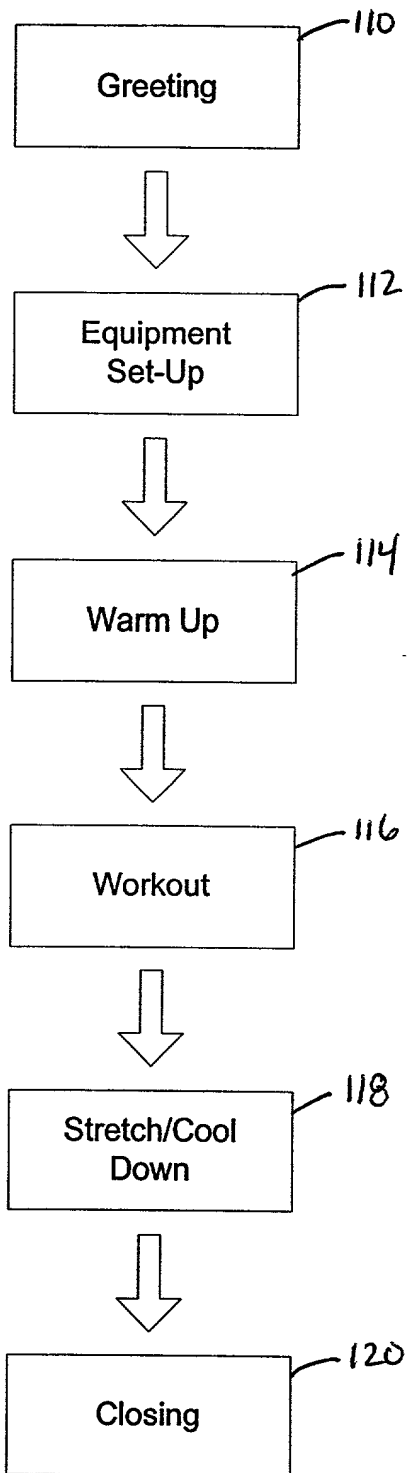 110
Greeting
112
Equipment
Set-Up
114
Warm Up
116
Workout
118
Stretch/Cool
Down
120
Closing